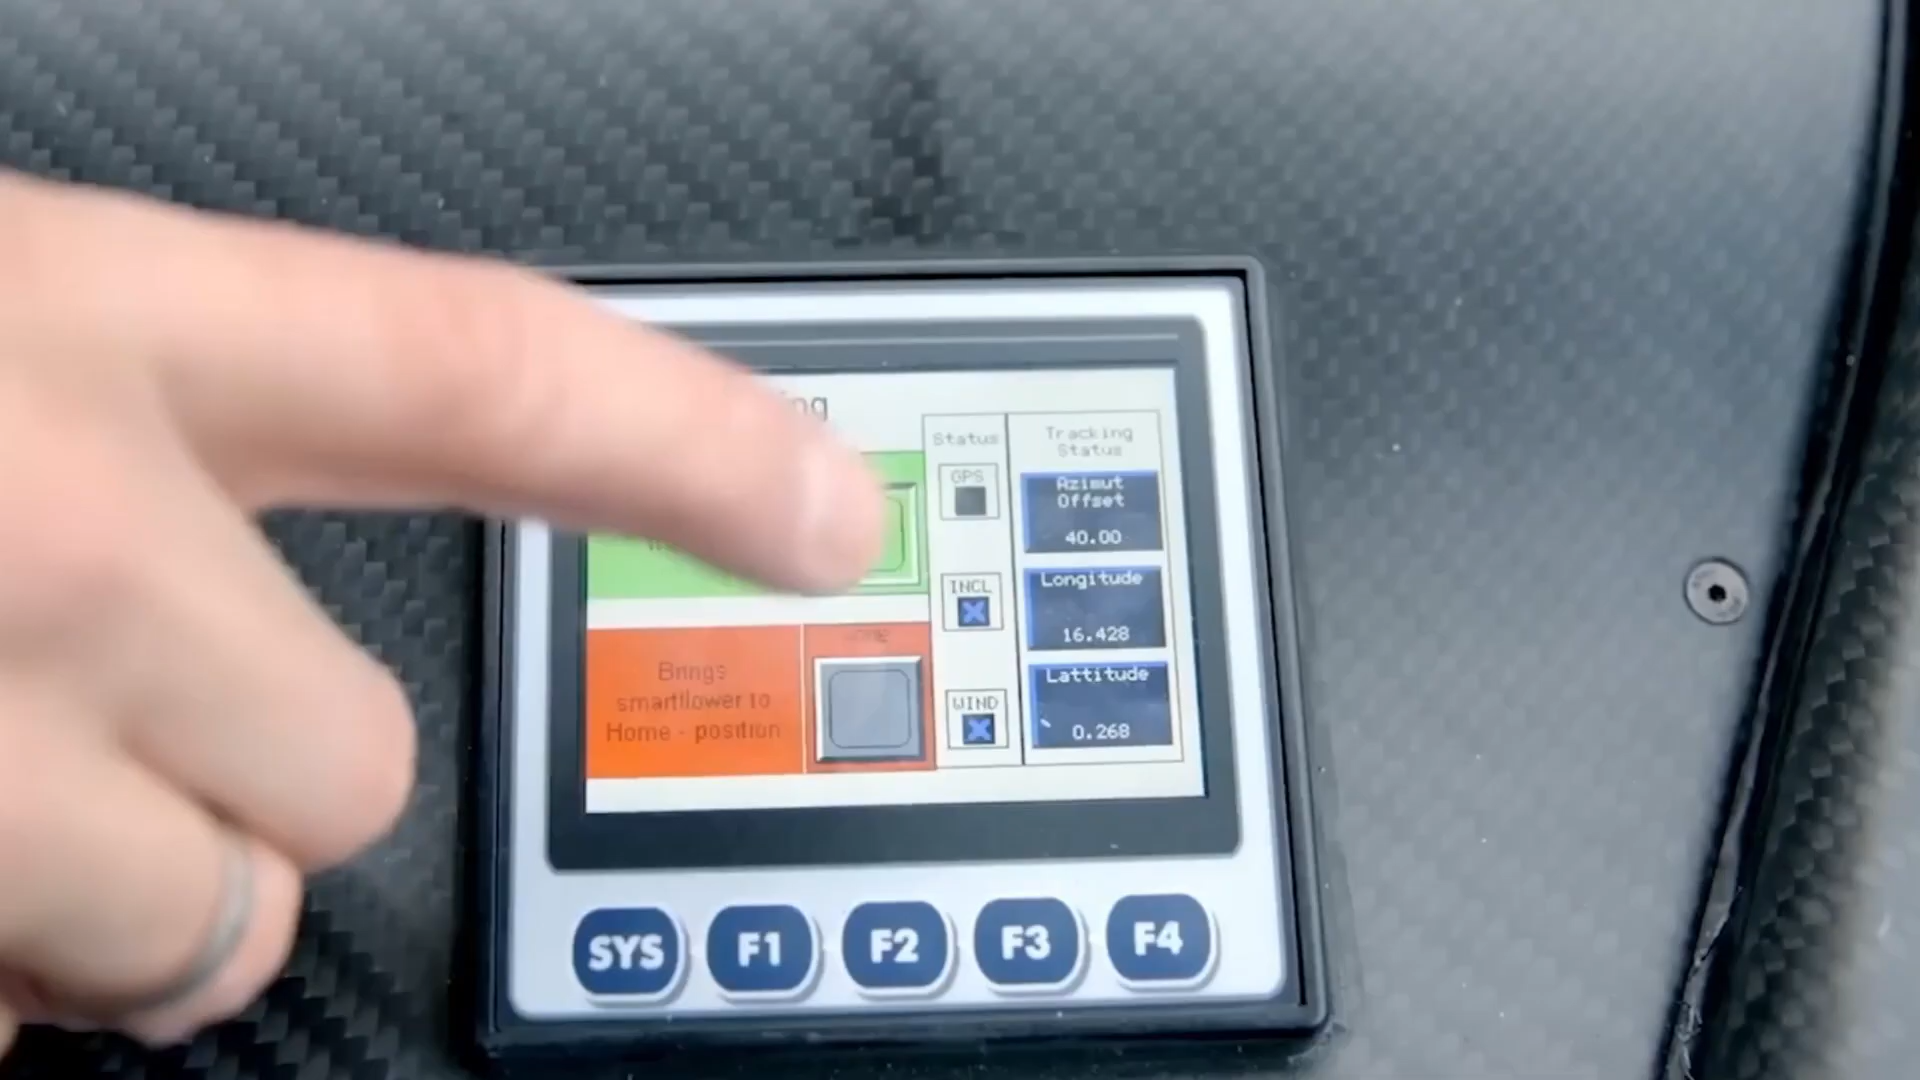 Status
GPS
INCL
WIND
Tracking
Status
Azimut
Offset
40.00
Longitude
16.428
Lattitude
0.268
Brings
smartflower to
Home - position
SYS
F1
F2
F3
F4